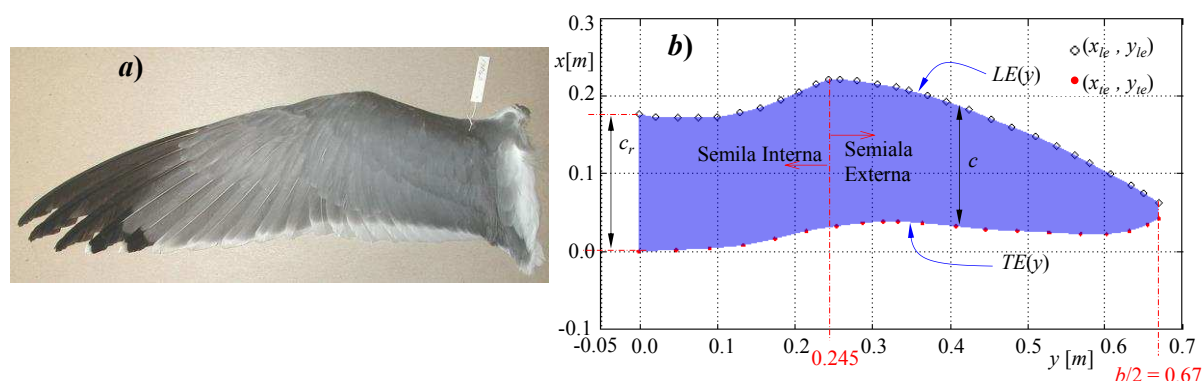 a)
b)
x[m]
0.3
0.2
0.1
0.0
-0.1
(x_le , y_le)
(x_te , y_te)
LE(y)
c_r
Semila Interna
Semiala
Externa
c
TE(y)
-0.05 0.0 0.1 0.2 0.3 0.4 0.5 0.6 0.7
0.245
y [m]
b/2 = 0.67